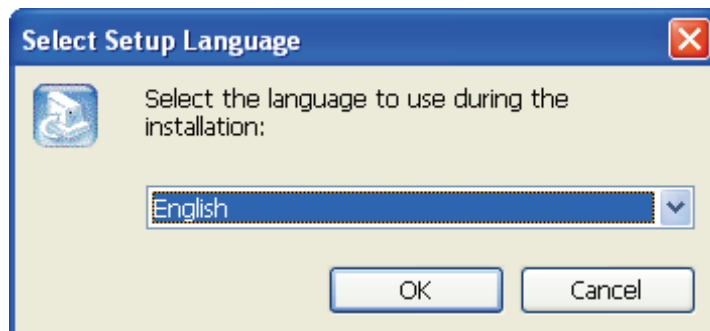 Select Setup Language
Select the language to use during the
installation:
English
OK
Cancel